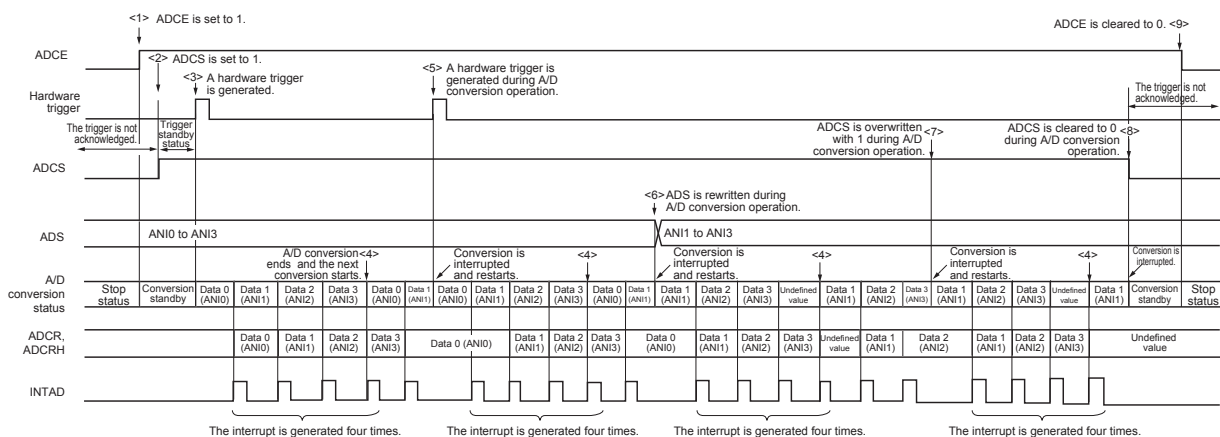 <1> ADCE is set to 1.
ADCE is cleared to 0. <9>
ADCE
<2> ADCS is set to 1.
<3> A hardware trigger
is generated.
<5> A hardware trigger is
generated during A/D
conversion operation.
The trigger is not
acknowledged.
Hardware
trigger
The trigger is not
acknowledged.
Trigger
standby
status
ADCS is overwritten
with 1 during A/D
conversion operation.
<7>
ADCS is cleared to 0
during A/D conversion
operation.
<8>
ADCS
<6> ADS is rewritten during
A/D conversion operation.
ADS
ANI0 to ANI3
ANI1 to ANI3
A/D conversion
ends and the next
conversion starts.
<4>
Conversion is
interrupted
and restarts.
<4>
Conversion is
interrupted
and restarts.
<4>
Conversion is
interrupted
and restarts.
<4>
Conversion is
interrupted.
A/D
conversion
status
Stop
status
Conversion
standby
Data 0
(ANI0)
Data 1
(ANI1)
Data 2
(ANI2)
Data 3
(ANI3)
Data 0
(ANI0)
Data 1
(ANI1)
Data 0
(ANI0)
Data 1
(ANI1)
Data 2
(ANI2)
Data 3
(ANI3)
Data 0
(ANI0)
Data 1
(ANI1)
Data 1
(ANI1)
Data 2
(ANI2)
Data 3
(ANI3)
Undefined
value
Data 1
(ANI1)
Data 2
(ANI2)
Data 3
(ANI3)
Data 1
(ANI1)
Data 2
(ANI2)
Data 3
(ANI3)
Undefined
value
Data 1
(ANI1)
Conversion
standby
Stop
status
ADCR,
ADCRH
Data 0
(ANI0)
Data 1
(ANI1)
Data 2
(ANI2)
Data 3
(ANI3)
Data 0 (ANI0)
Data 1
(ANI1)
Data 2
(ANI2)
Data 3
(ANI3)
Data 0
(ANI0)
Data 1
(ANI1)
Data 2
(ANI2)
Data 3
(ANI3)
Undefined
value
Data 1
(ANI1)
Data 2
(ANI2)
Data 1
(ANI1)
Data 2
(ANI2)
Data 3
(ANI3)
Undefined
value
INTAD
The interrupt is generated four times.
The interrupt is generated four times.
The interrupt is generated four times.
The interrupt is generated four times.